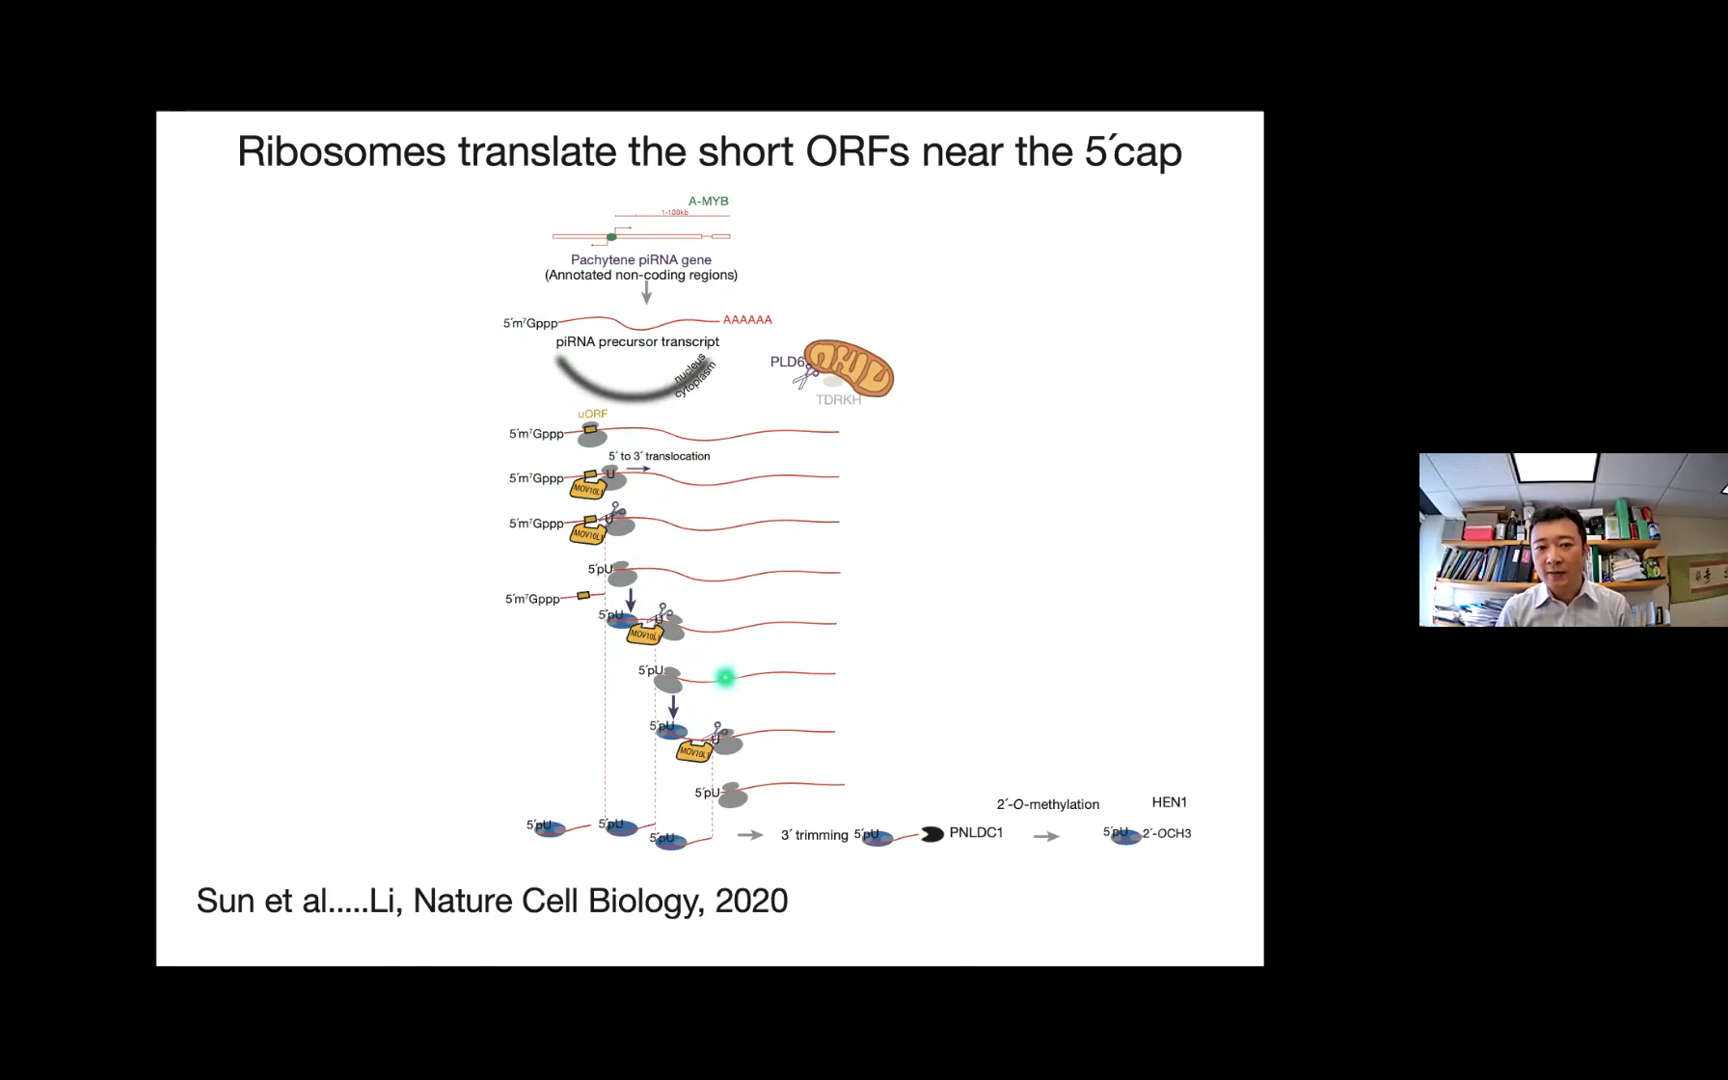 Ribosomes translate the short ORFs near the 5´cap
A-MYB
1-100kb
Pachytene piRNA gene
(Annotated non-coding regions)
5´m⁷Gppp
AAAAAA
piRNA precursor transcript
nucleus
cytoplasm
PLD6
TDRKH
uORF
5´m⁷Gppp
5´ to 3´ translocation
5´m⁷Gppp
U
MOV10L1
5´m⁷Gppp
U
MOV10L1
5´pU
5´m⁷Gppp
5´pU
U
MOV10L1
5´pU
5´pU
U
MOV10L1
5´pU
5´pU
5´pU
5´pU
3´ trimming
5´pU
PNLDC1
2´-O-methylation
HEN1
5´pU
2´-OCH3
Sun et al.....Li, Nature Cell Biology, 2020